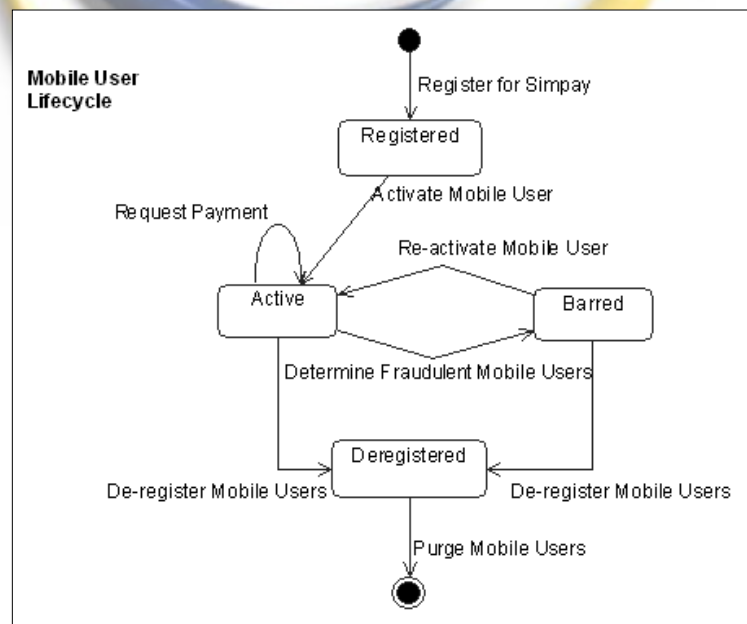 Mobile User
Lifecycle
Register for Simpay
Registered
Activate Mobile User
Request Payment
Re-activate Mobile User
Active
Barred
Determine Fraudulent Mobile Users
Deregistered
De-register Mobile Users
De-register Mobile Users
Purge Mobile Users